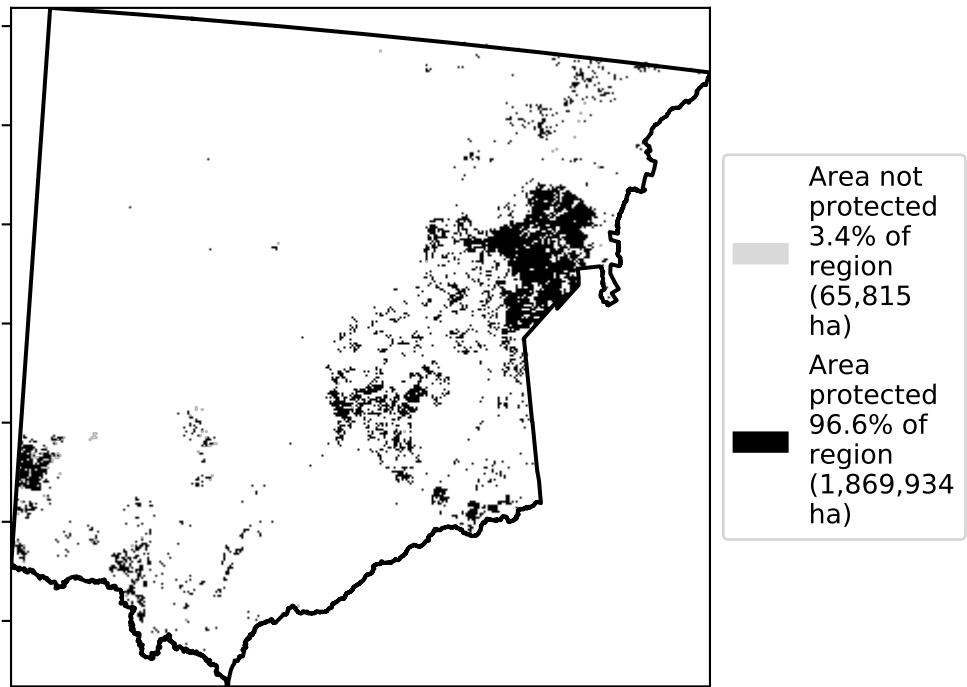 Area not
protected
3.4% of
region
(65,815
ha)
Area
protected
96.6% of
region
(1,869,934
ha)